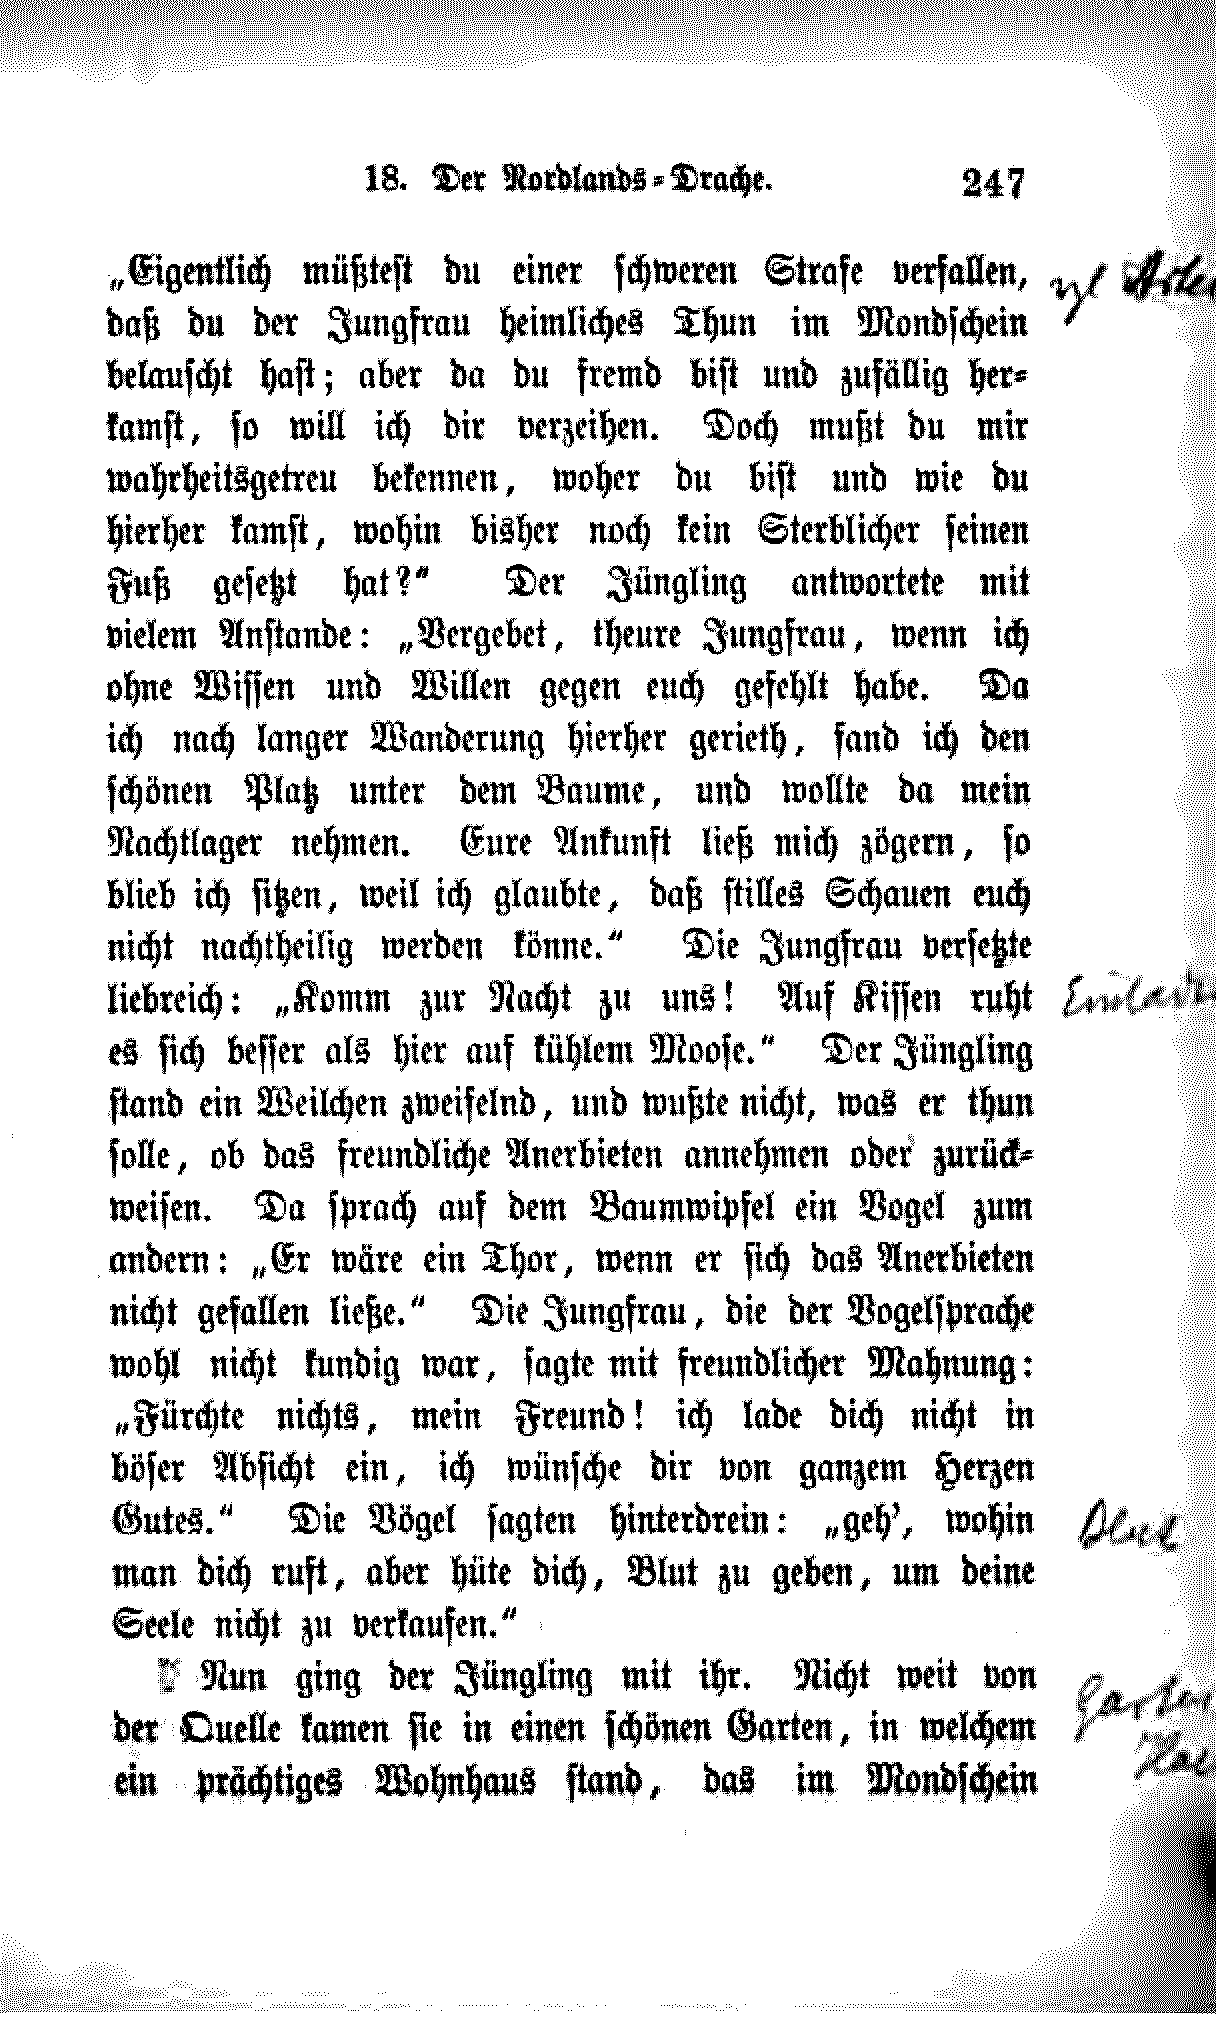 18. Der Nordlands-Drache. 247
„Eigentlich müßtest du einer schweren Strafe verfallen,
daß du der Jungfrau heimliches Thun im Mondschein
belauscht hast; aber da du fremd bist und zufällig her-
kamst, so will ich dir verzeihen. Doch mußt du mir
wahrheitsgetreu bekennen, woher du bist und wie du
hierher kamst, wohin bisher noch kein Sterblicher seinen
Fuß gesetzt hat?“ Der Jüngling antwortete mit
vielem Anstande: „Vergebet, theure Jungfrau, wenn ich
ohne Wissen und Willen gegen euch gefehlt habe. Da
ich nach langer Wanderung hierher gerieth, fand ich den
schönen Platz unter dem Baume, und wollte da mein
Nachtlager nehmen. Eure Ankunft ließ mich zögern, so
blieb ich sitzen, weil ich glaubte, daß stilles Schauen euch
nicht nachtheilig werden könne.“ Die Jungfrau versetzte
liebreich: „Komm zur Nacht zu uns! Auf Kissen ruht
es sich besser als hier auf kühlem Moose.“ Der Jüngling
stand ein Weilchen zweifelnd, und wußte nicht, was er thun
solle, ob das freundliche Anerbieten annehmen oder zurück-
weisen. Da sprach auf dem Baumwipfel ein Vogel zum
andern: „Er wäre ein Thor, wenn er sich das Anerbieten
nicht gefallen ließe.“ Die Jungfrau, die der Vogelsprache
wohl nicht kundig war, sagte mit freundlicher Mahnung:
„Fürchte nichts, mein Freund! ich lade dich nicht in
böser Absicht ein, ich wünsche dir von ganzem Herzen
Gutes.“ Die Vögel sagten hinterdrein: „geh’, wohin
man dich ruft, aber hüte dich, Blut zu geben, um deine
Seele nicht zu verkaufen.“
Blut
Nun ging der Jüngling mit ihr. Nicht weit von
der Quelle kamen sie in einen schönen Garten, in welchem
ein prächtiges Wohnhaus stand, das im Mondschein